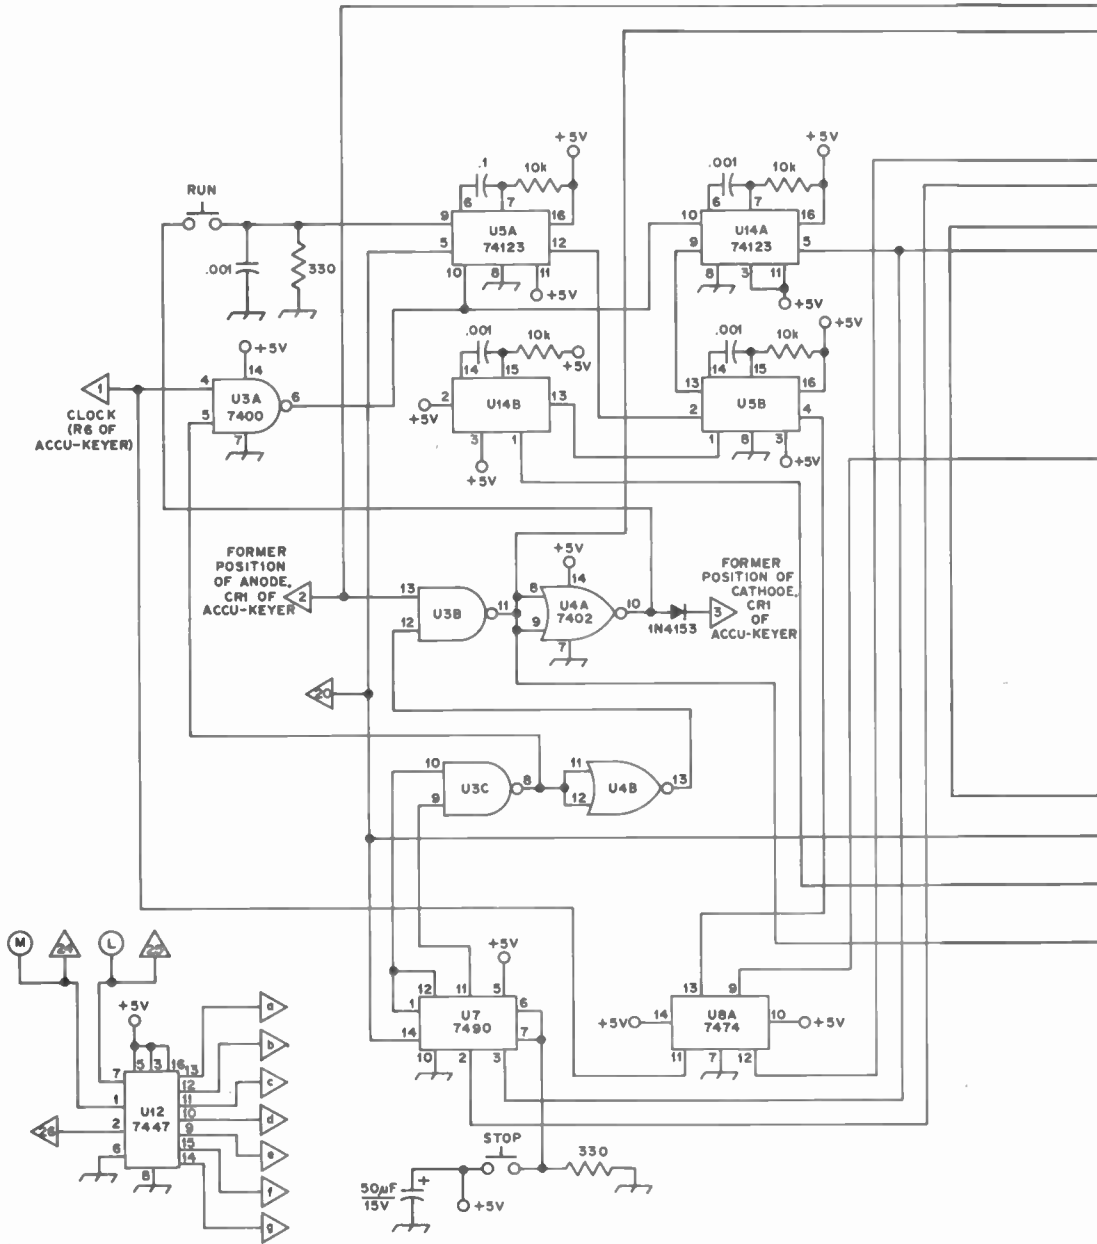 +5V
+5V
.1
10k
.001
10k
RUN
6
7
6
7
9
U5A
16
10
U14A
16
5
74123
12
9
74123
5
.001
330
10
8
11
8
3
11
+5V
+5V
+5V
+5V
.001
10k
.001
10k
14
14
15
+5V
14
15
1
4
U3A
6
2
13
13
16
5
7400
+5V
U14B
2
U5B
4
CLOCK
(R6 OF
ACCU-KEYER)
7
3
1
1
8
3
+5V
+5V
FORMER
POSITION
OF ANODE,
CR1 OF
ACCU-KEYER
2
+5V
14
FORMER
POSITION OF
CATHODE,
CR1
OF
ACCU-KEYER
13
U3B
11
8
U4A
10
3
12
9
7402
1N4153
7
20
10
U3C
8
11
U4B
13
9
12
M
24
L
25
+5V
12
11
5
13
9
1
U7
6
+5V
14
U8A
10
+5V
14
7490
7
7474
10
2
3
11
7
12
+5V
5
3
16
13
a
7
12
b
1
U12
11
c
26
2
7447
10
d
9
e
6
15
f
8
14
g
STOP
330
50µF
15V
+
+5V